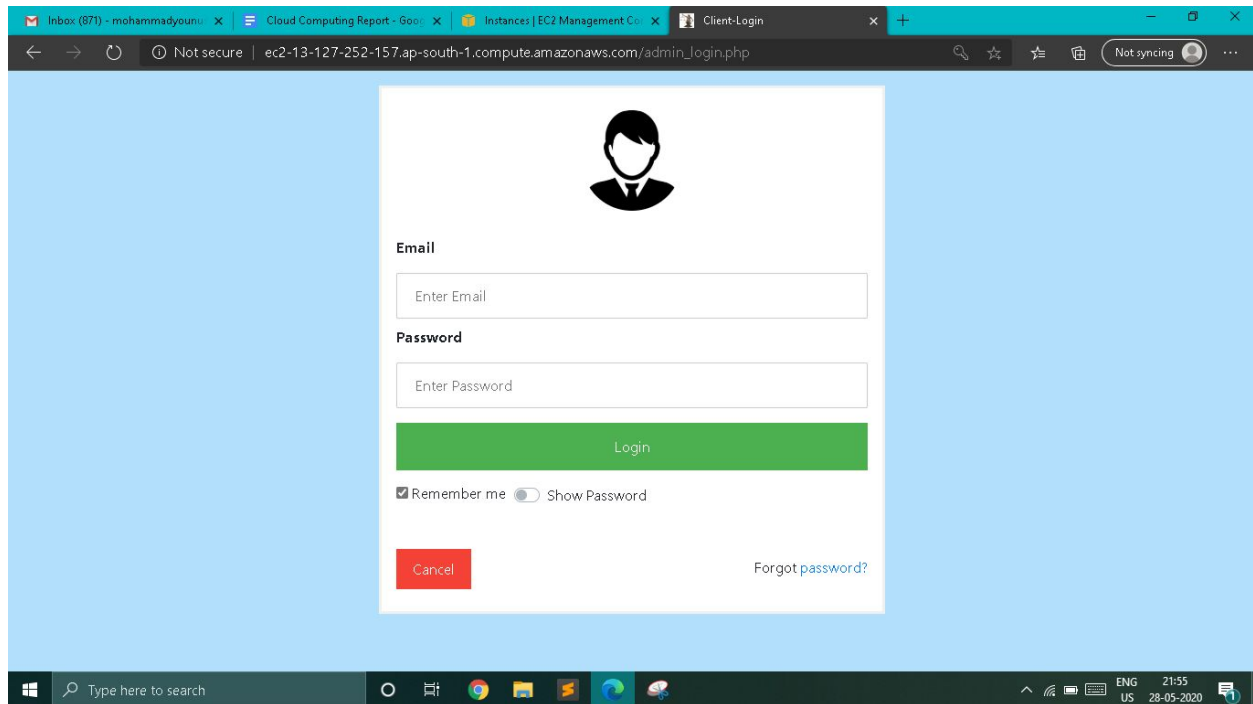 Inbox (871) - mohammadyounu
Cloud Computing Report - Goog
Instances | EC2 Management Co
Client-Login
Not secure
ec2-13-127-252-157.ap-south-1.compute.amazonaws.com/admin_login.php
Not syncing
Email
Enter Email
Password
Enter Password
Login
Remember me
Show Password
Cancel
Forgot password?
Type here to search
ENG
US
21:55
28-05-2020